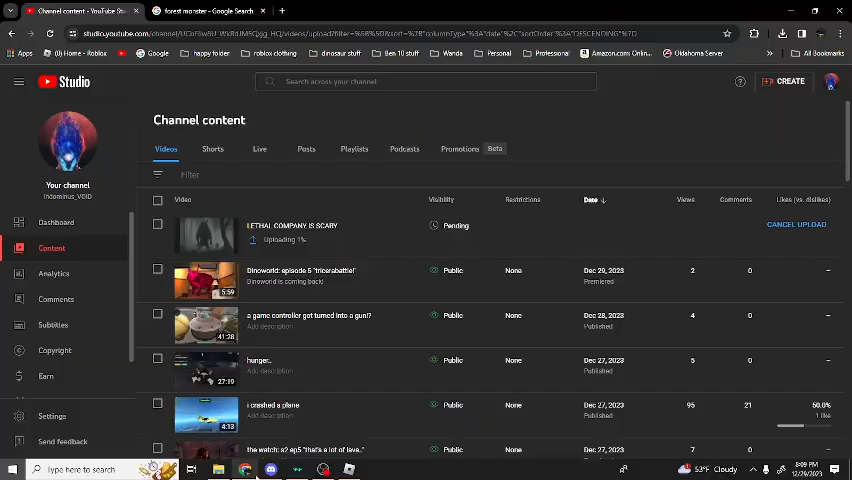 Channel content - YouTube Stu
forest monster - Google Search
Apps
(0) Home - Roblox
Google
happy folder
roblox clothing
dinosaur stuff
Ben 10 stuff
Wanda
Personal
Professional
Amazon.com: Onlin...
Oklahoma Server
All Bookmarks
Studio
Search across your channel
CREATE
Channel content
Videos Shorts Live Posts Playlists Podcasts Promotions Beta
Filter
Your channel
Indominus_VOID
Dashboard
Content
Analytics
Comments
Subtitles
Copyright
Earn
Settings
Send feedback
Video Visibility Restrictions Date Views Comments Likes (vs. dislikes)
LETHAL COMPANY IS SCARY
Uploading 1%
Pending
CANCEL UPLOAD
5:59
Dinoworld: episode 5 "tricerabattle!"
Dinoworld is coming back!
Public None Dec 29, 2023 2 0 –
Premiered
41:28
a game controller got turned into a gun!?
Add description
Public None Dec 28, 2023 4 0 –
Published
27:19
hunger..
Add description
Public None Dec 27, 2023 5 0 –
Published
4:13
i crashed a plane
Add description
Public None Dec 27, 2023 95 21 50.0%
Published 1 like
the watch: s2 ep5 "that's a lot of lava.."
Public None Dec 27, 2023 7 0 –
Type here to search
53°F Cloudy
8:09 PM
12/29/2023